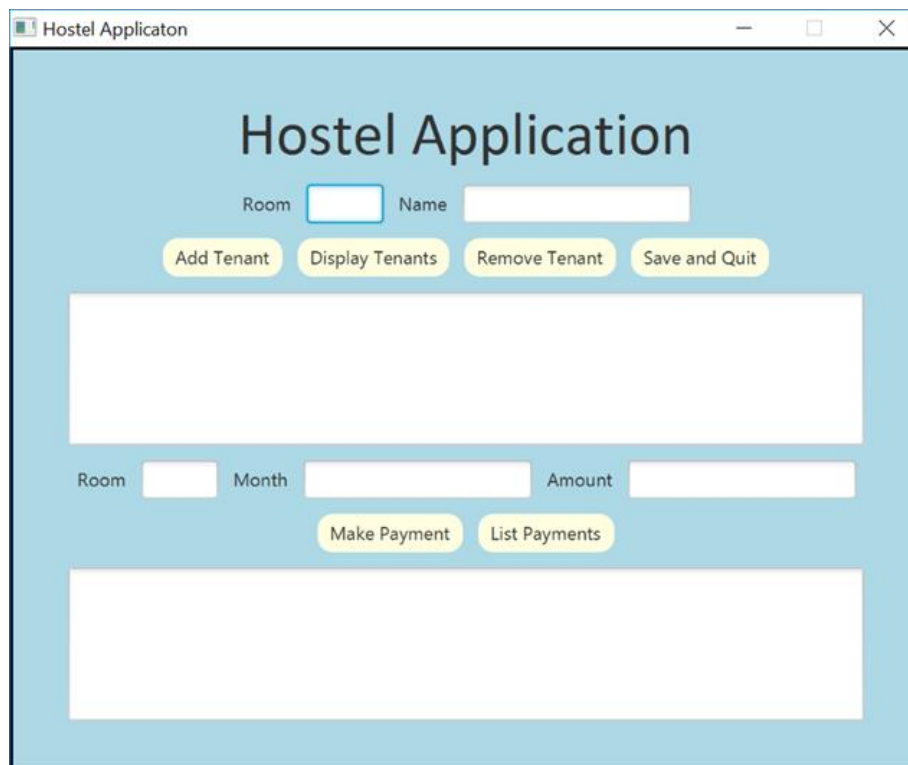 Hostel Applicaton
Hostel Application
Room Name
Add Tenant Display Tenants Remove Tenant Save and Quit
Room Month Amount
Make Payment List Payments